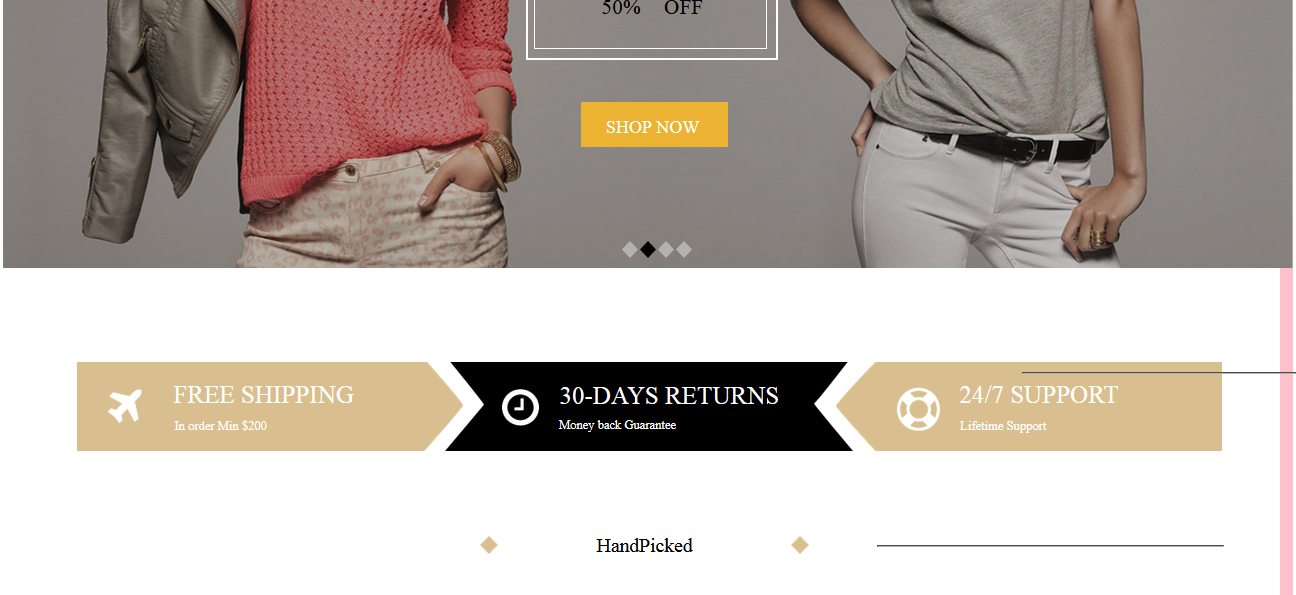 50% OFF
SHOP NOW
FREE SHIPPING
In order Min $200
30-DAYS RETURNS
Money back Guarantee
24/7 SUPPORT
Lifetime Support
HandPicked